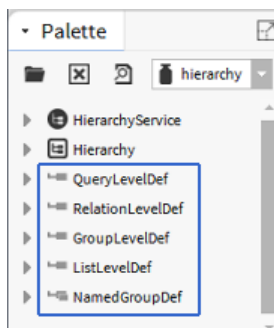 Palette
hierarchy
HierarchyService
Hierarchy
QueryLevelDef
RelationLevelDef
GroupLevelDef
ListLevelDef
NamedGroupDef